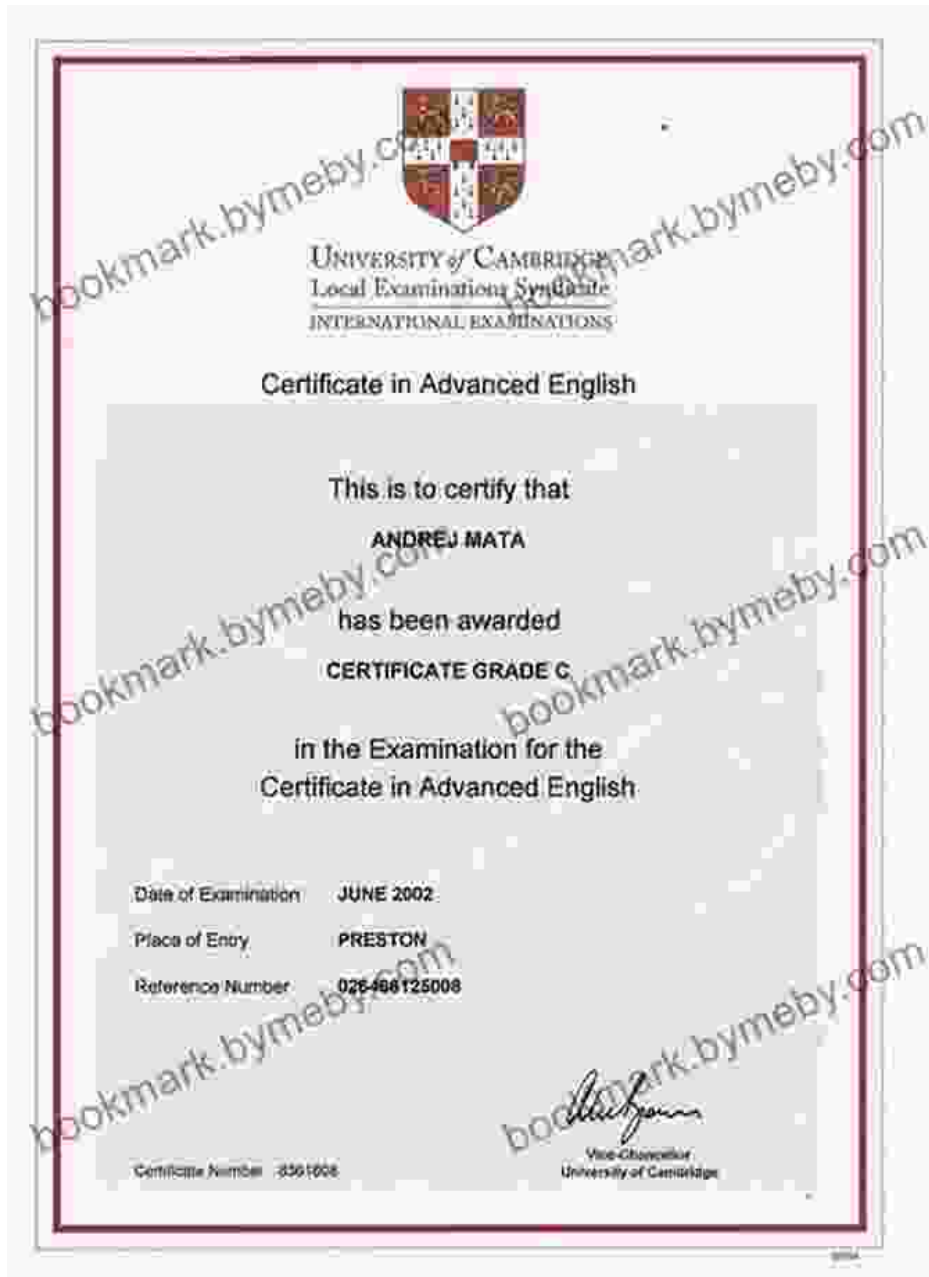 UNIVERSITY of CAMBRIDGE
Local Examinations Syndicate
INTERNATIONAL EXAMINATIONS
Certificate in Advanced English
This is to certify that
ANDREJ MATA
has been awarded
CERTIFICATE GRADE C
in the Examination for the
Certificate in Advanced English
Date of Examination JUNE 2002
Place of Entry PRESTON
Reference Number
Vice-Chancellor
University of Cambridge
Certificate Number
bookmark.bymeby.com
bookmark.bymeby.com
bookmark.bymeby.com
bookmark.bymeby.com
bookmark.bymeby.com
bookmark.bymeby.com